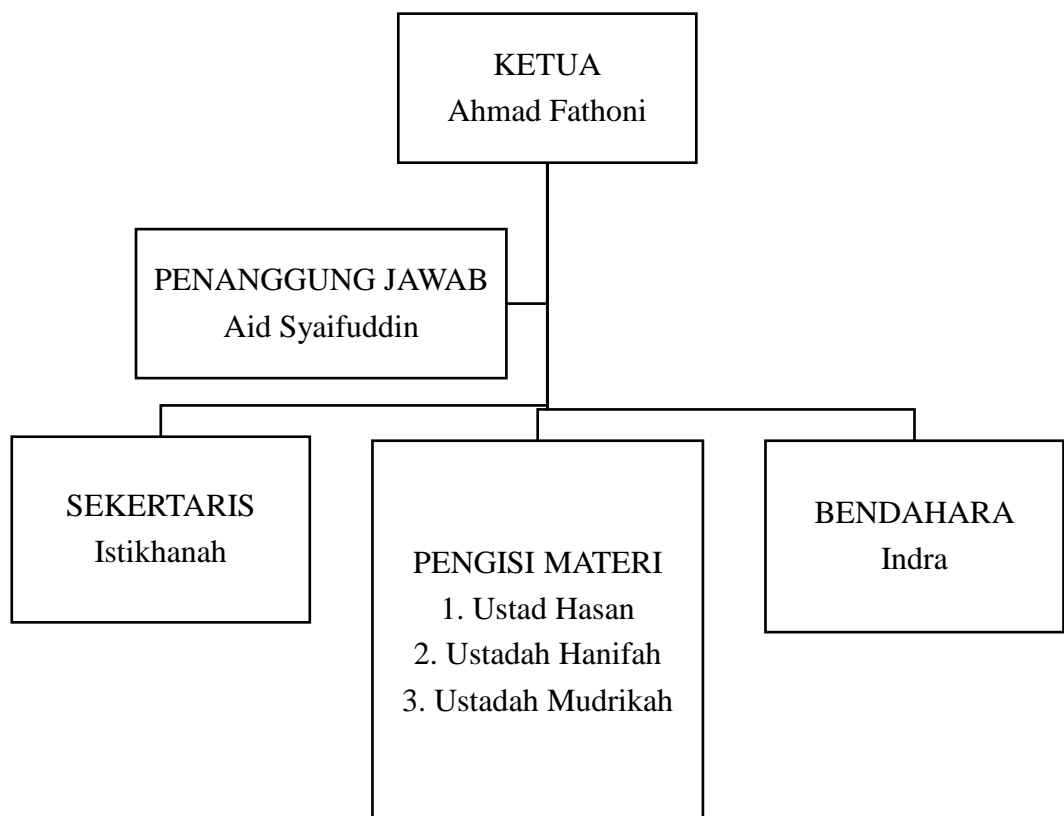 KETUA
Ahmad Fathoni
PENANGGUNG JAWAB
Aid Syaifuddin
SEKERTARIS
Istikhanah
PENGISI MATERI
1. Ustad Hasan
2. Ustadah Hanifah
3. Ustadah Mudrikah
BENDAHARA
Indra